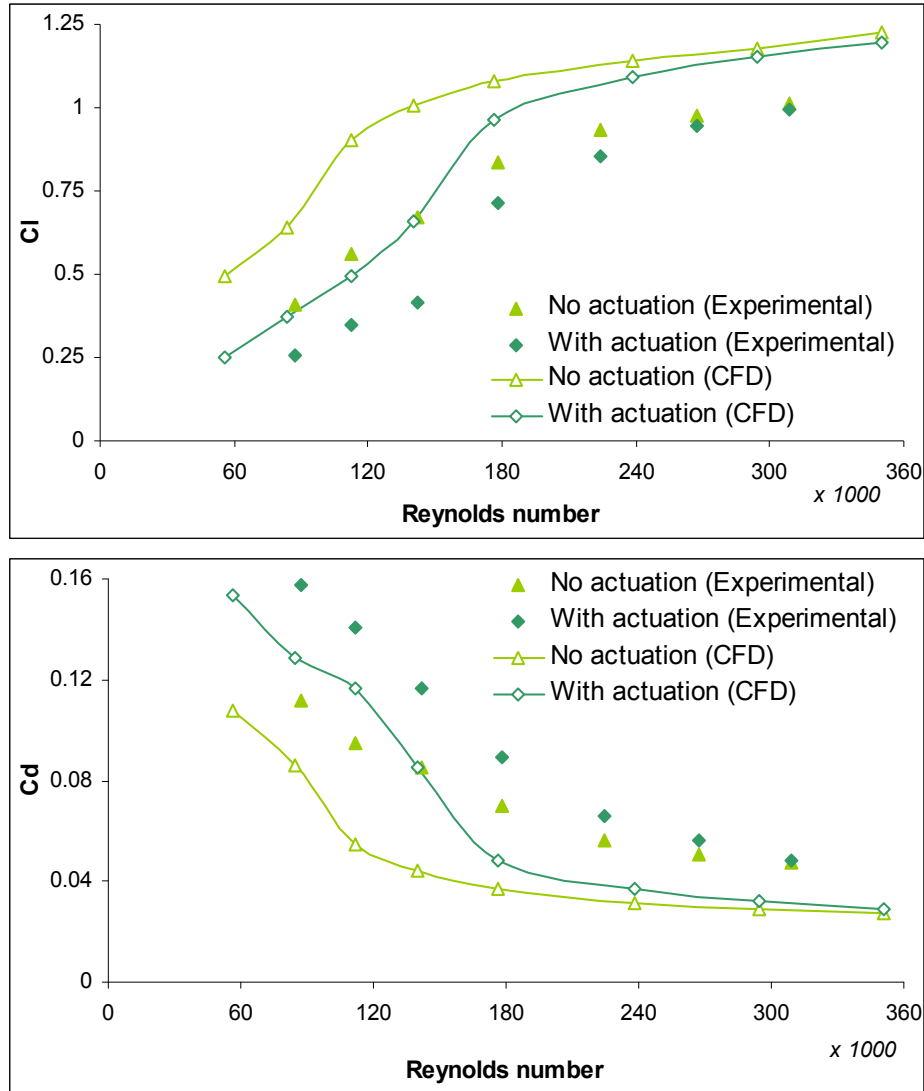 1.25
1
0.75
0.5
0.25
0
Cl
No actuation (Experimental)
With actuation (Experimental)
No actuation (CFD)
With actuation (CFD)
0 60 120 180 240 300 360
x 1000
Reynolds number
0.16
0.12
0.08
0.04
0
Cd
No actuation (Experimental)
With actuation (Experimental)
No actuation (CFD)
With actuation (CFD)
0 60 120 180 240 300 360
x 1000
Reynolds number